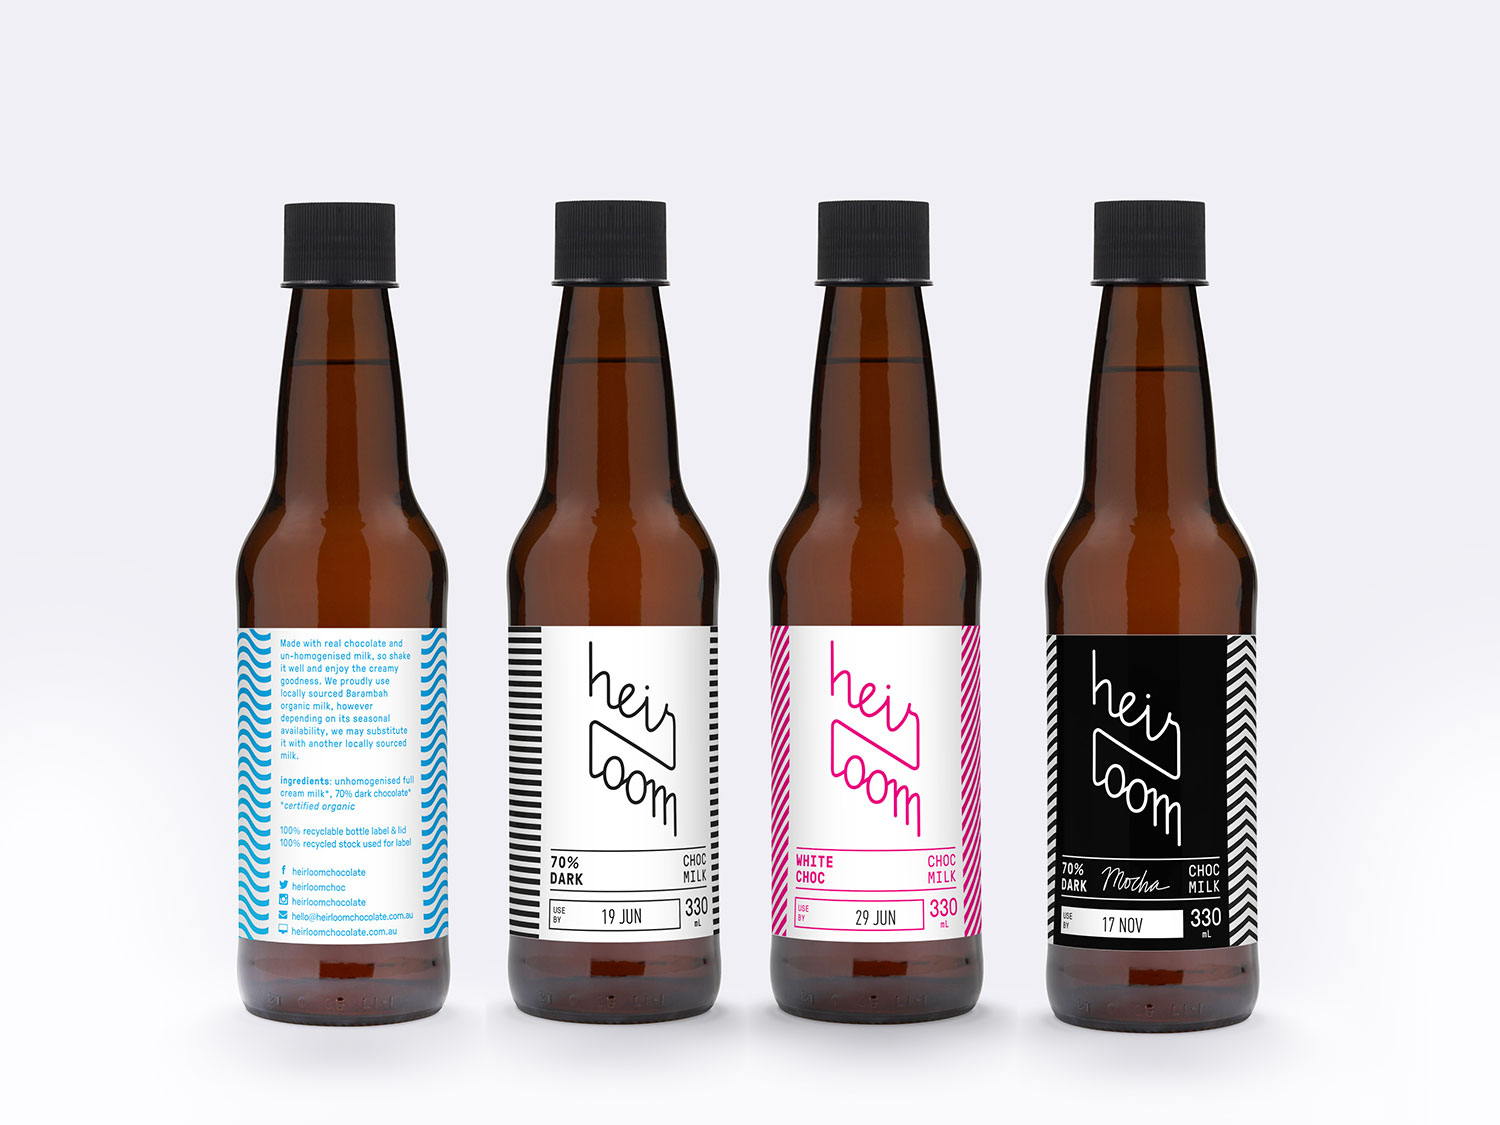 Made with real chocolate and
un-homogenised milk, so shake
it well and enjoy the creamy
goodness. We proudly use
locally sourced Barambah
organic milk, however
depending on its seasonal
availability, we may substitute
it with another locally sourced
milk.
ingredients: unhomogenised full
cream milk*, 70% dark chocolate*
*certified organic
100% recyclable bottle label & lid
100% recycled stock used for label
heirloomchocolate
heirloomchoc
heirloomchocolate
hello@heirloomchocolate.com.au
heirloomchocolate.com.au
heir
loom
70%
DARK
CHOC
MILK
USE
BY
19 JUN
330
mL
heir
loom
WHITE
CHOC
CHOC
MILK
USE
BY
29 JUN
330
mL
heir
loom
70%
DARK
Mocha
CHOC
MILK
USE
BY
17 NOV
330
mL